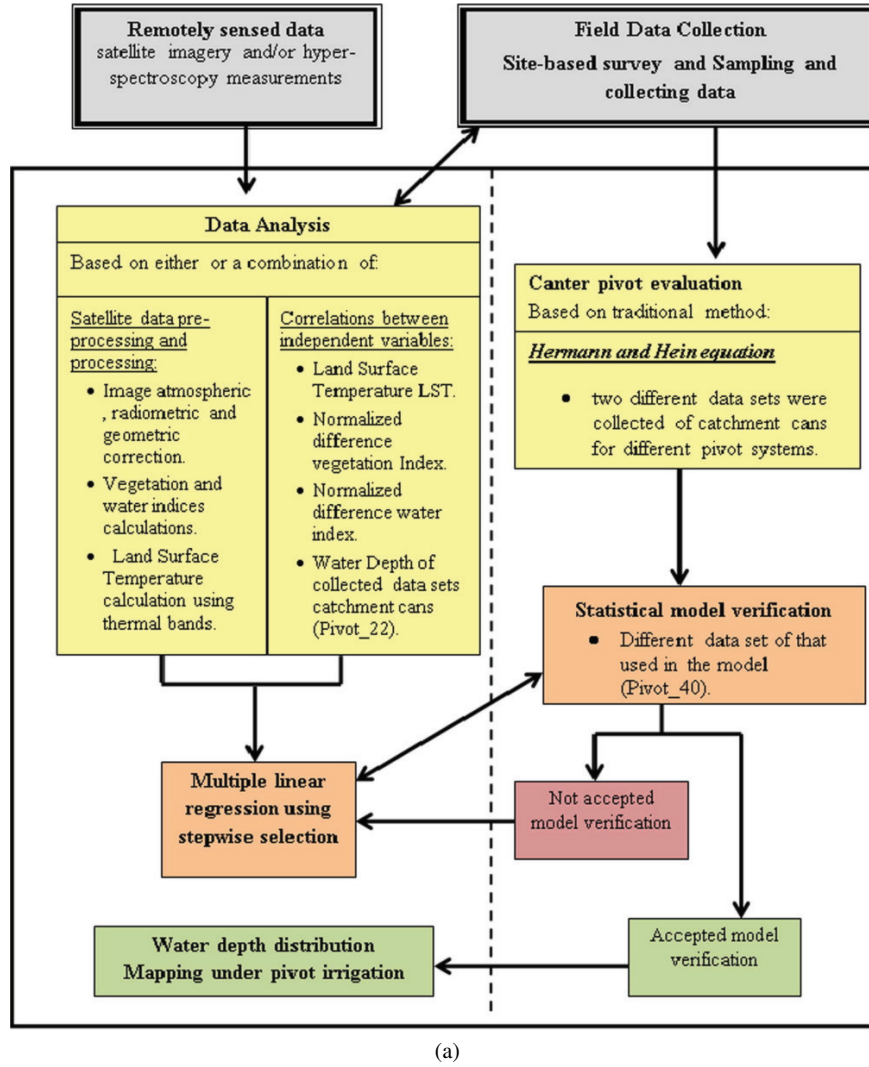 Remotely sensed data
satellite imagery and/or hyper-
spectroscopy measurements
Field Data Collection
Site-based survey and Sampling and
collecting data
Data Analysis
Based on either or a combination of:
Satellite data pre-
processing and
processing:
• Image atmospheric
, radiometric and
geometric
correction.
• Vegetation and
water indices
calculations.
• Land Surface
Temperature
calculation using
thermal bands.
Correlations between
independent variables:
• Land Surface
Temperature LST.
• Normalized
difference
vegetation Index.
• Normalized
difference water
index.
• Water Depth of
collected data sets
catchment cans
(Pivot_22).
Canter pivot evaluation
Based on traditional method:
Hermann and Hein equation
• two different data sets were
collected of catchment cans
for different pivot systems.
Statistical model verification
• Different data set of that
used in the model
(Pivot_40).
Multiple linear
regression using
stepwise selection
Not accepted
model verification
Water depth distribution
Mapping under pivot irrigation
Accepted model
verification
(a)